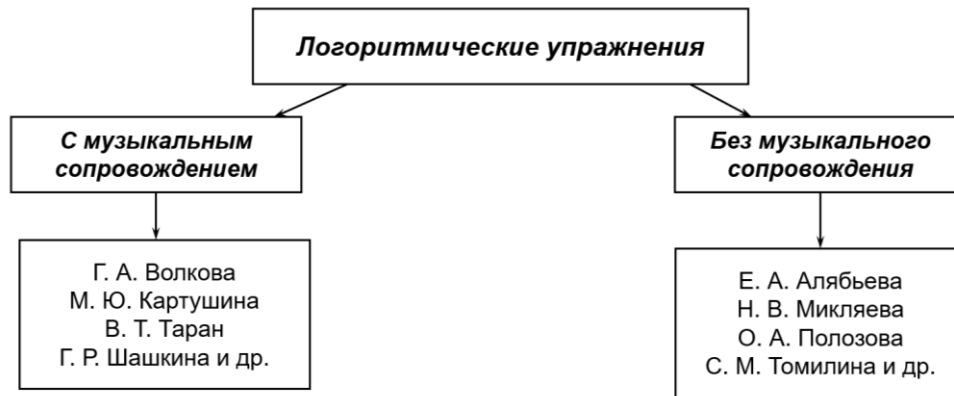 Логоритмические упражнения
С музыкальным
сопровождением
Без музыкального
сопровождения
Г. А. Волкова
М. Ю. Картушина
В. Т. Таран
Г. Р. Шашкина и др.
Е. А. Алябьева
Н. В. Микляева
О. А. Полозова
С. М. Томилина и др.